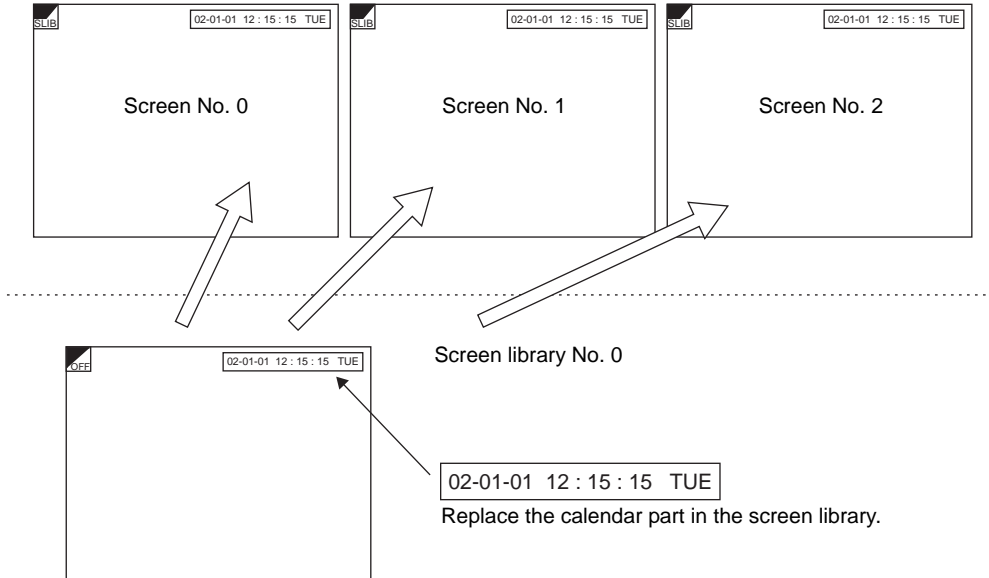 SLIB 02-01-01 12 : 15 : 15 TUE
SLIB 02-01-01 12 : 15 : 15 TUE
SLIB 02-01-01 12 : 15 : 15 TUE
Screen No. 0
Screen No. 1
Screen No. 2
OFF 02-01-01 12 : 15 : 15 TUE
Screen library No. 0
02-01-01 12 : 15 : 15 TUE
Replace the calendar part in the screen library.